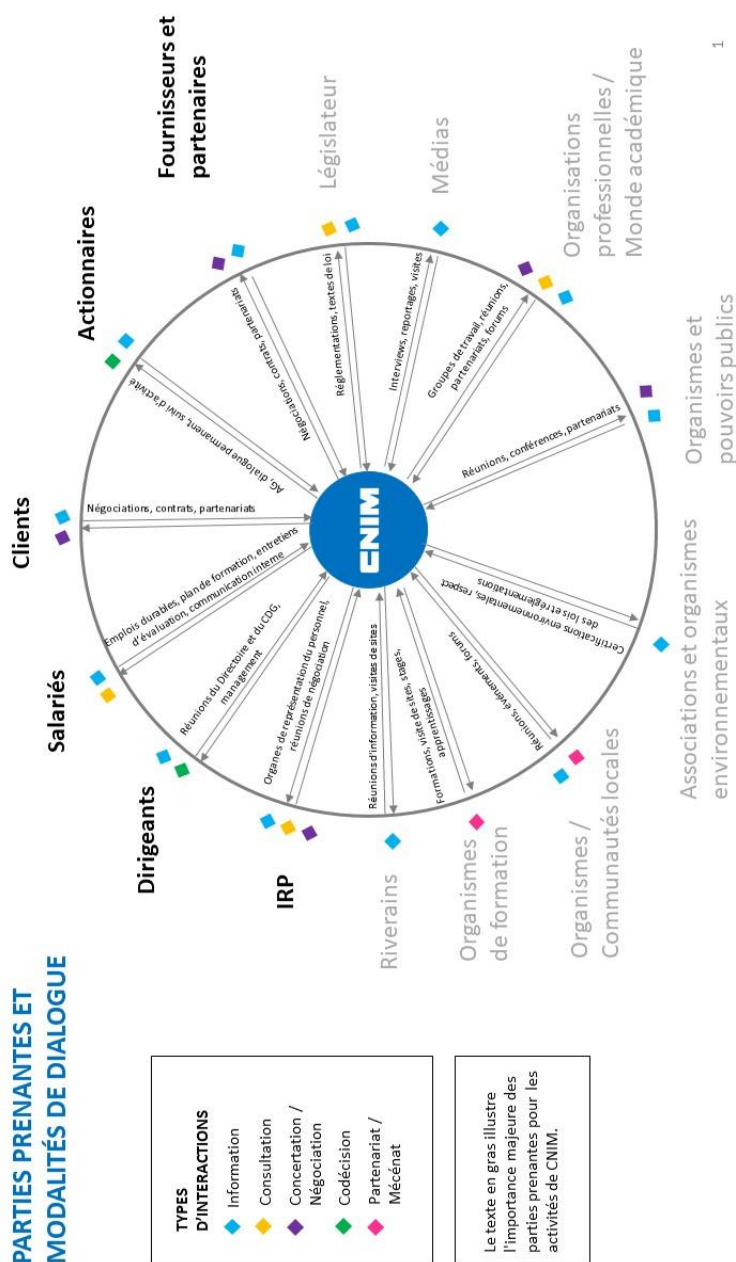 PARTIES PRENANTES ET
MODALITÉS DE DIALOGUE
TYPES
D'INTERACTIONS
Information
Consultation
Concertation /
Négociation
Codécision
Partenariat /
Mécénat
Le texte en gras illustre
l'importance majeure des
parties prenantes pour les
activités de CNIM.
CNIM
Clients
Négociations, contrats, partenariats
Actionnaires
AG, dialogue permanent, suivi d'activité
Fournisseurs et
partenaires
Négociations, contrats, partenariats
Législateur
Réglementations, textes de loi
Médias
Interviews, reportages, visites
Organisations
professionnelles /
Monde académique
Groupes de travail, réunions,
partenariats, forums
Organismes et
pouvoirs publics
Réunions, conférences, partenariats
Associations et organismes
environnementaux
Certifications environnementales, respect
des lois et réglementations
Organismes /
Communautés locales
Réunions, événements, forums
Organismes
de formation
Formations, visite de sites, stages,
apprentissages
Riverains
Réunions d'information, visites de sites
IRP
Organes de représentation du personnel,
réunions de négociation
Dirigeants
Réunions du Directoire et du CDG,
management
Salariés
Emplois durables, plan de formation, entretiens
d'évaluation, communication interne
1